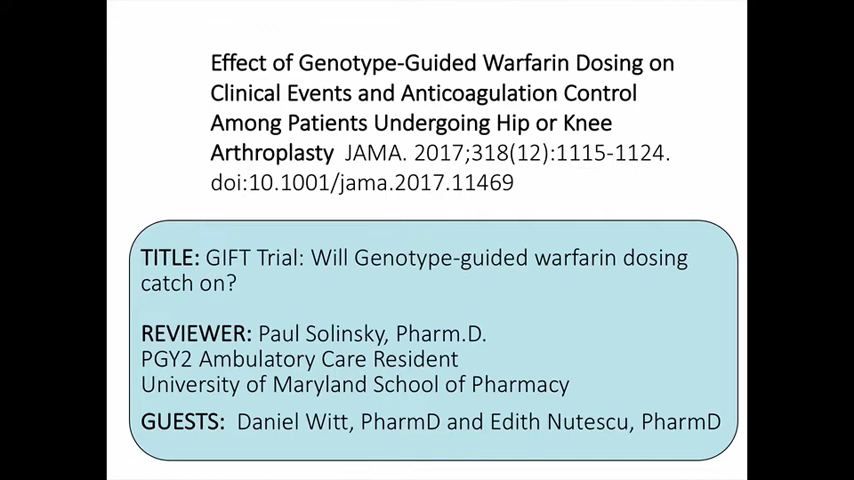 Effect of Genotype-Guided Warfarin Dosing on
Clinical Events and Anticoagulation Control
Among Patients Undergoing Hip or Knee
Arthroplasty JAMA. 2017;318(12):1115-1124.
doi:10.1001/jama.2017.11469
TITLE: GIFT Trial: Will Genotype-guided warfarin dosing
catch on?
REVIEWER: Paul Solinsky, Pharm.D.
PGY2 Ambulatory Care Resident
University of Maryland School of Pharmacy
GUESTS: Daniel Witt, PharmD and Edith Nutescu, PharmD